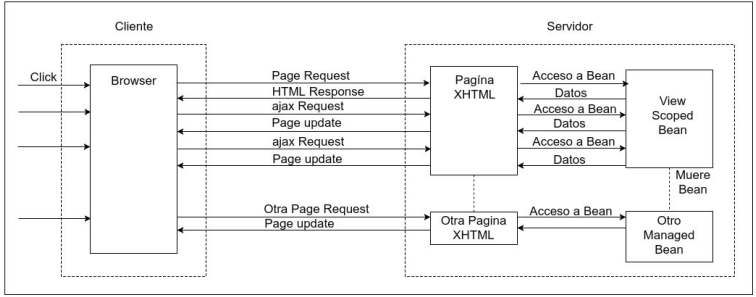 Cliente
Servidor
Click
Browser
Page Request
HTML Response
ajax Request
Page update
ajax Request
Page update
Pagína
XHTML
Acceso a Bean
Datos
Acceso a Bean
Datos
Acceso a Bean
Datos
View
Scoped
Bean
Muere
Bean
Otra Page Request
Page update
Otra Pagina
XHTML
Acceso a Bean
Otro
Managed
Bean